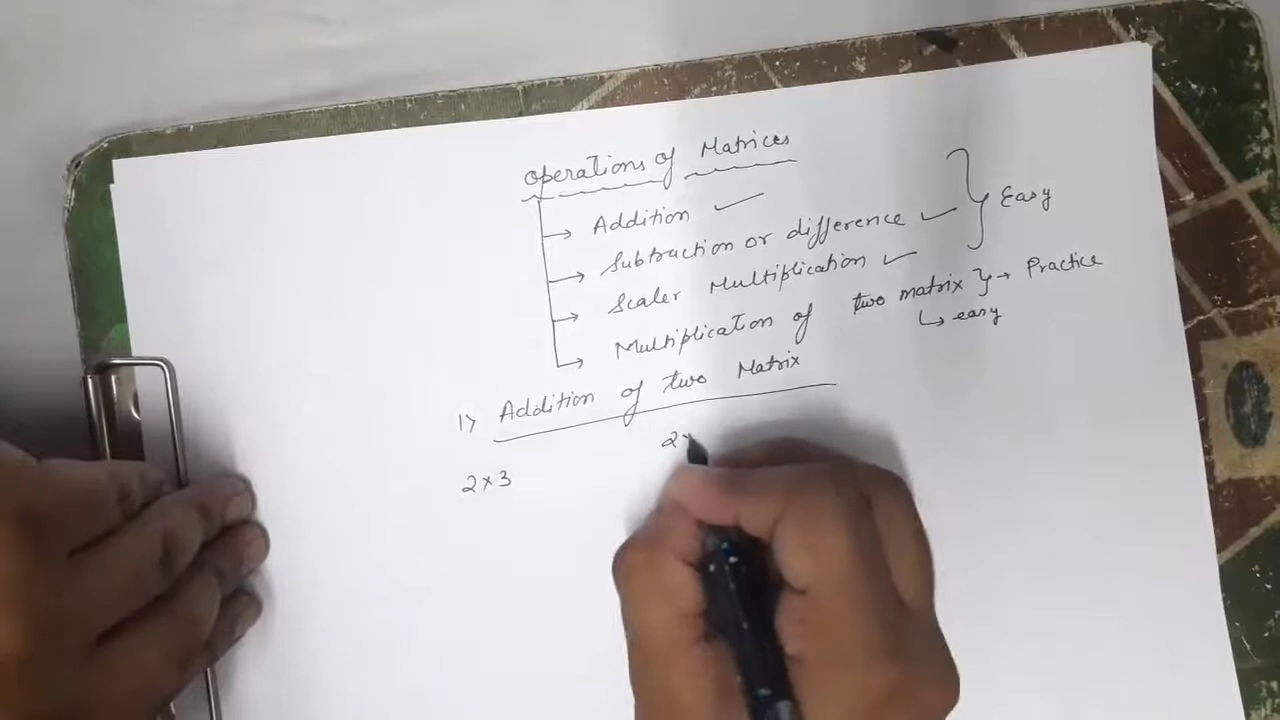 Operations of Matrices
→ Addition ✓
→ Subtraction or difference ✓ } Easy
→ Scaler Multiplication ✓
→ Multiplication of two matrix } → Practice
↳ easy
1) Addition of two Matrix
2×3 2×